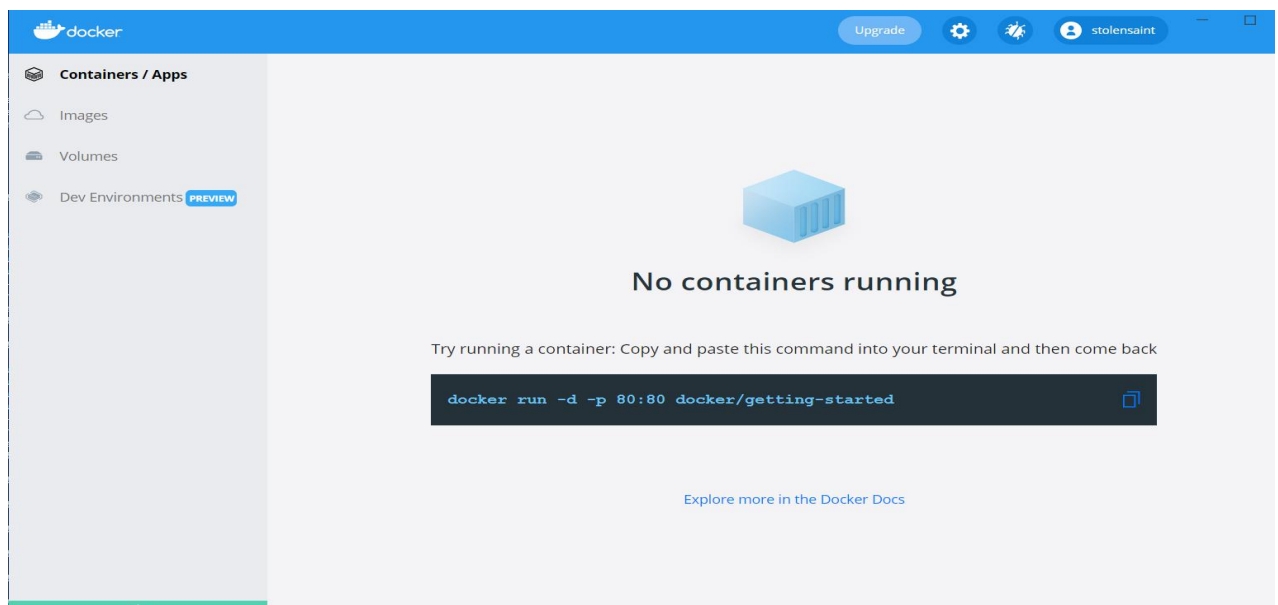 docker
Upgrade
stolensaint
Containers / Apps
Images
Volumes
Dev Environments PREVIEW
No containers running
Try running a container: Copy and paste this command into your terminal and then come back
docker run -d -p 80:80 docker/getting-started
Explore more in the Docker Docs